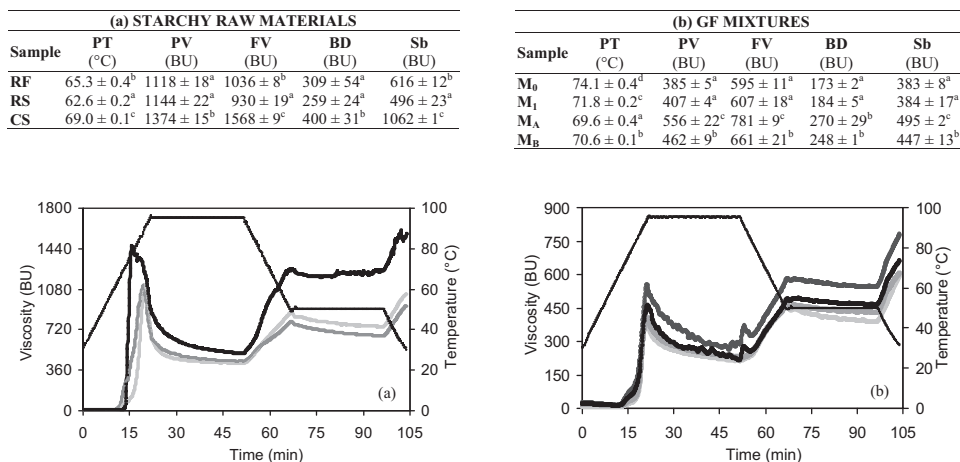 (a) STARCHY RAW MATERIALS
Sample PT (°C) PV (BU) FV (BU) BD (BU) Sb (BU)
RF 65.3 ± 0.4b 1118 ± 18a 1036 ± 8b 309 ± 54a 616 ± 12b
RS 62.6 ± 0.2a 1144 ± 22a 930 ± 19a 259 ± 24a 496 ± 23a
CS 69.0 ± 0.1c 1374 ± 15b 1568 ± 9c 400 ± 31b 1062 ± 1c
(b) GF MIXTURES
Sample PT (°C) PV (BU) FV (BU) BD (BU) Sb (BU)
M0 74.1 ± 0.4d 385 ± 5a 595 ± 11a 173 ± 2a 383 ± 8a
M1 71.8 ± 0.2c 407 ± 4a 607 ± 18a 184 ± 5a 384 ± 17a
MA 69.6 ± 0.4a 556 ± 22c 781 ± 9c 270 ± 29b 495 ± 2c
MB 70.6 ± 0.1b 462 ± 9b 661 ± 21b 248 ± 1b 447 ± 13b
1800 1440 1080 720 360 0
Viscosity (BU)
100 80 60 40 20 0
Temperature (°C)
(a)
0 15 30 45 60 75 90 105
Time (min)
900 750 600 450 300 150 0
Viscosity (BU)
100 80 60 40 20 0
Temperature (°C)
(b)
0 15 30 45 60 75 90 105
Time (min)